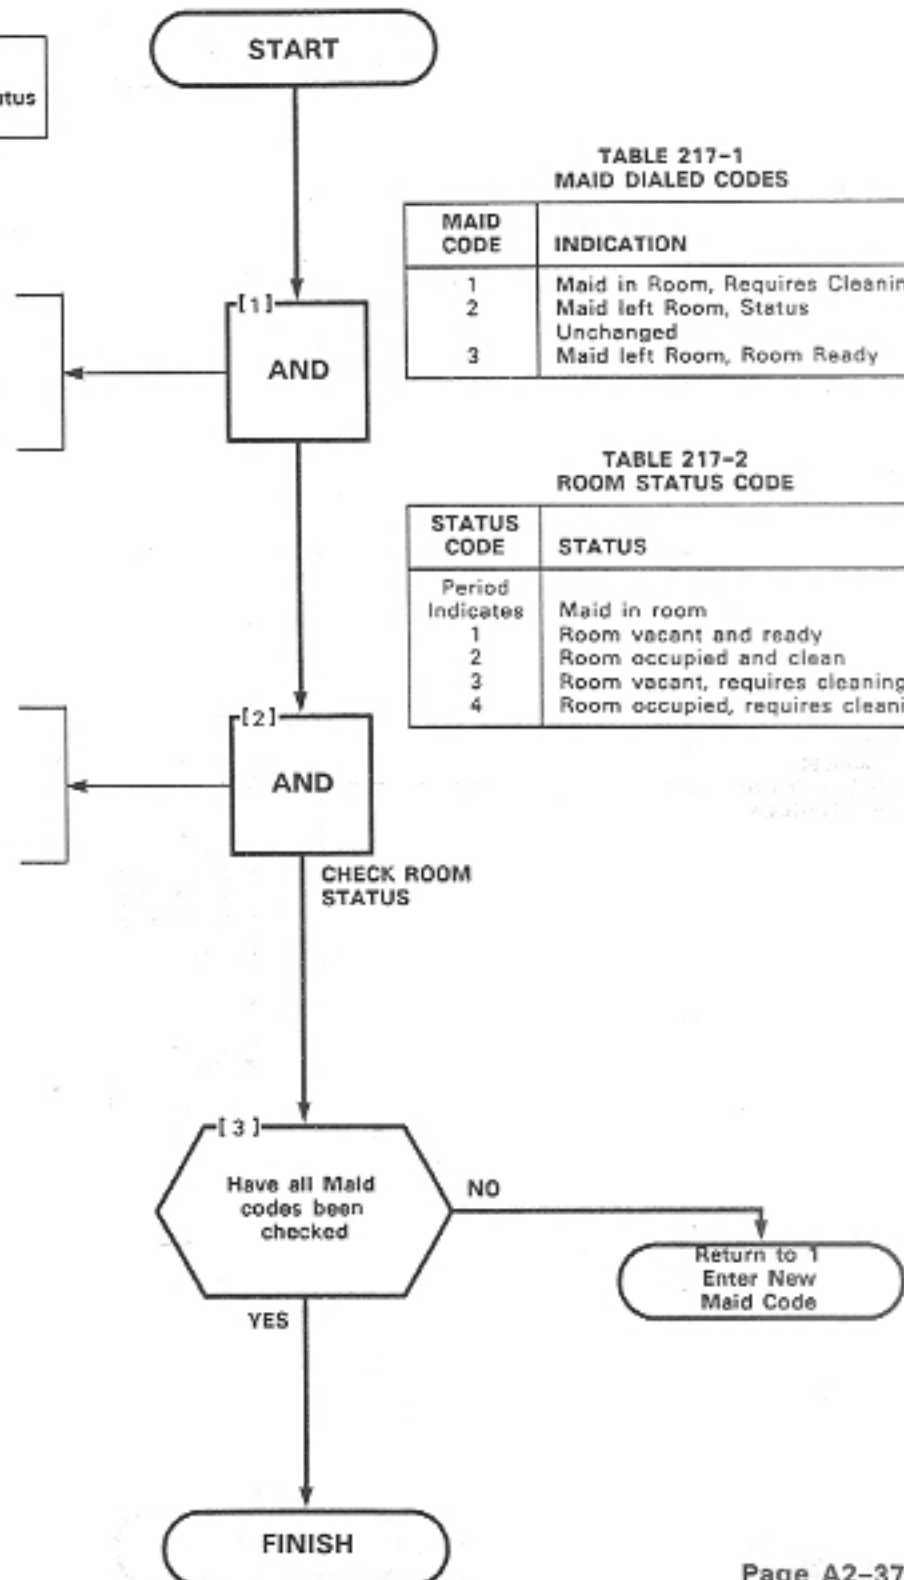 START
TABLE 217-1
MAID DIALED CODES
MAID CODE INDICATION
1 Maid in Room, Requires
2 Maid left Room, Status
Unchanged
3 Maid left Room, Room Ready
[1]
AND
TABLE 217-2
ROOM STATUS CODE
STATUS CODE STATUS
Period
Indicates Maid in room
1 Room vacant and ready
2 Room occupied and clean
3 Room vacant, requires cleaning
4 Room occupied, requires
[2]
AND
CHECK ROOM
STATUS
[3]
Have all Maid
codes been
checked
NO
Return to 1
Enter New
Maid Code
YES
FINISH
Page A2-37